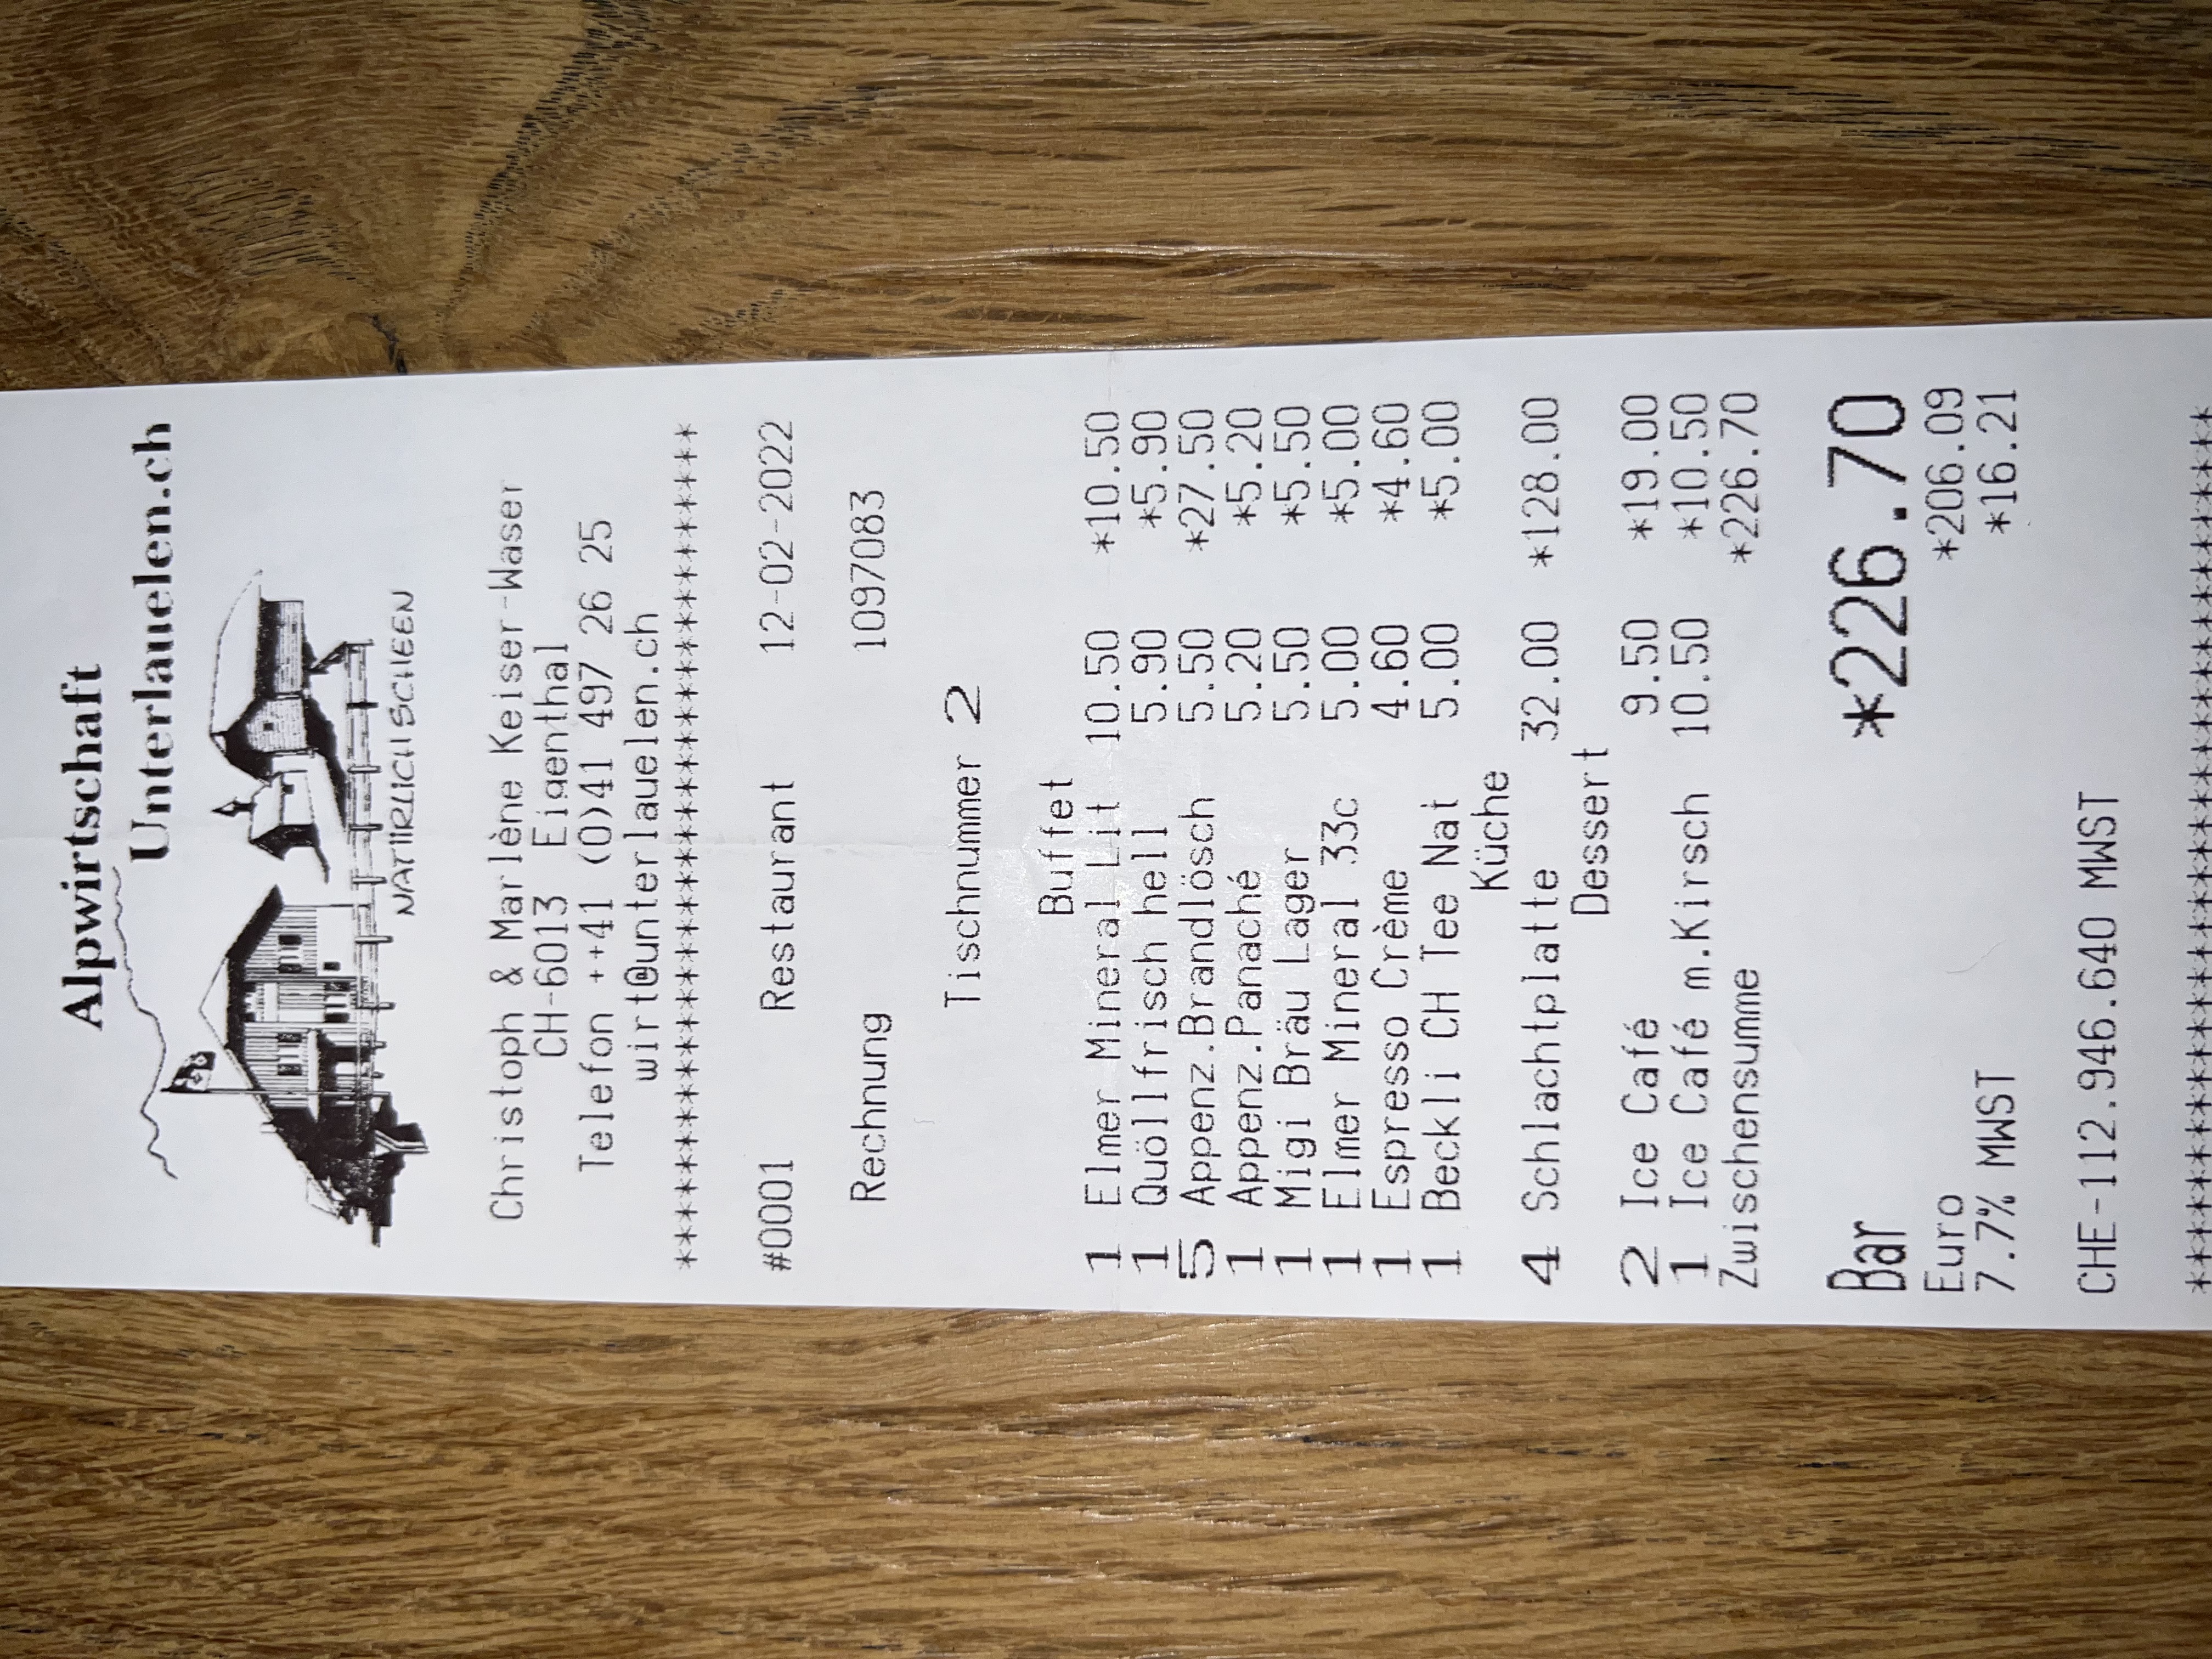 Alpwirtschaft
Unterlauelen.ch
NATÜRLICH SCHEEN
Christoph & Marlène Keiser-Waser
CH-6013 Eigenthal
Telefon ++41 (0)41 497 26 25
wirt@unterlauelen.ch
************************************
#0001 Restaurant 12-02-2022
Rechnung 1097083
Tischnummer 2
Buffet
1 Elmer Mineral Lit 10.50 *10.50
1 Quöllfrisch hell 5.90 *5.90
5 Appenz.Brandlösch 5.50 *27.50
1 Appenz.Panaché 5.20 *5.20
1 Migi Bräu Lager 5.50 *5.50
1 Elmer Mineral 33c 5.00 *5.00
1 Espresso Crème 4.60 *4.60
1 Beckli CH Tee Nat 5.00 *5.00
Küche
4 Schlachtplatte 32.00 *128.00
Dessert
2 Ice Café 9.50 *19.00
1 Ice Café m.Kirsch 10.50 *10.50
Zwischensumme *226.70
Bar *226.70
Euro *206.09
7.7% MWST *16.21
CHE-112.946.640 MWST
************************************